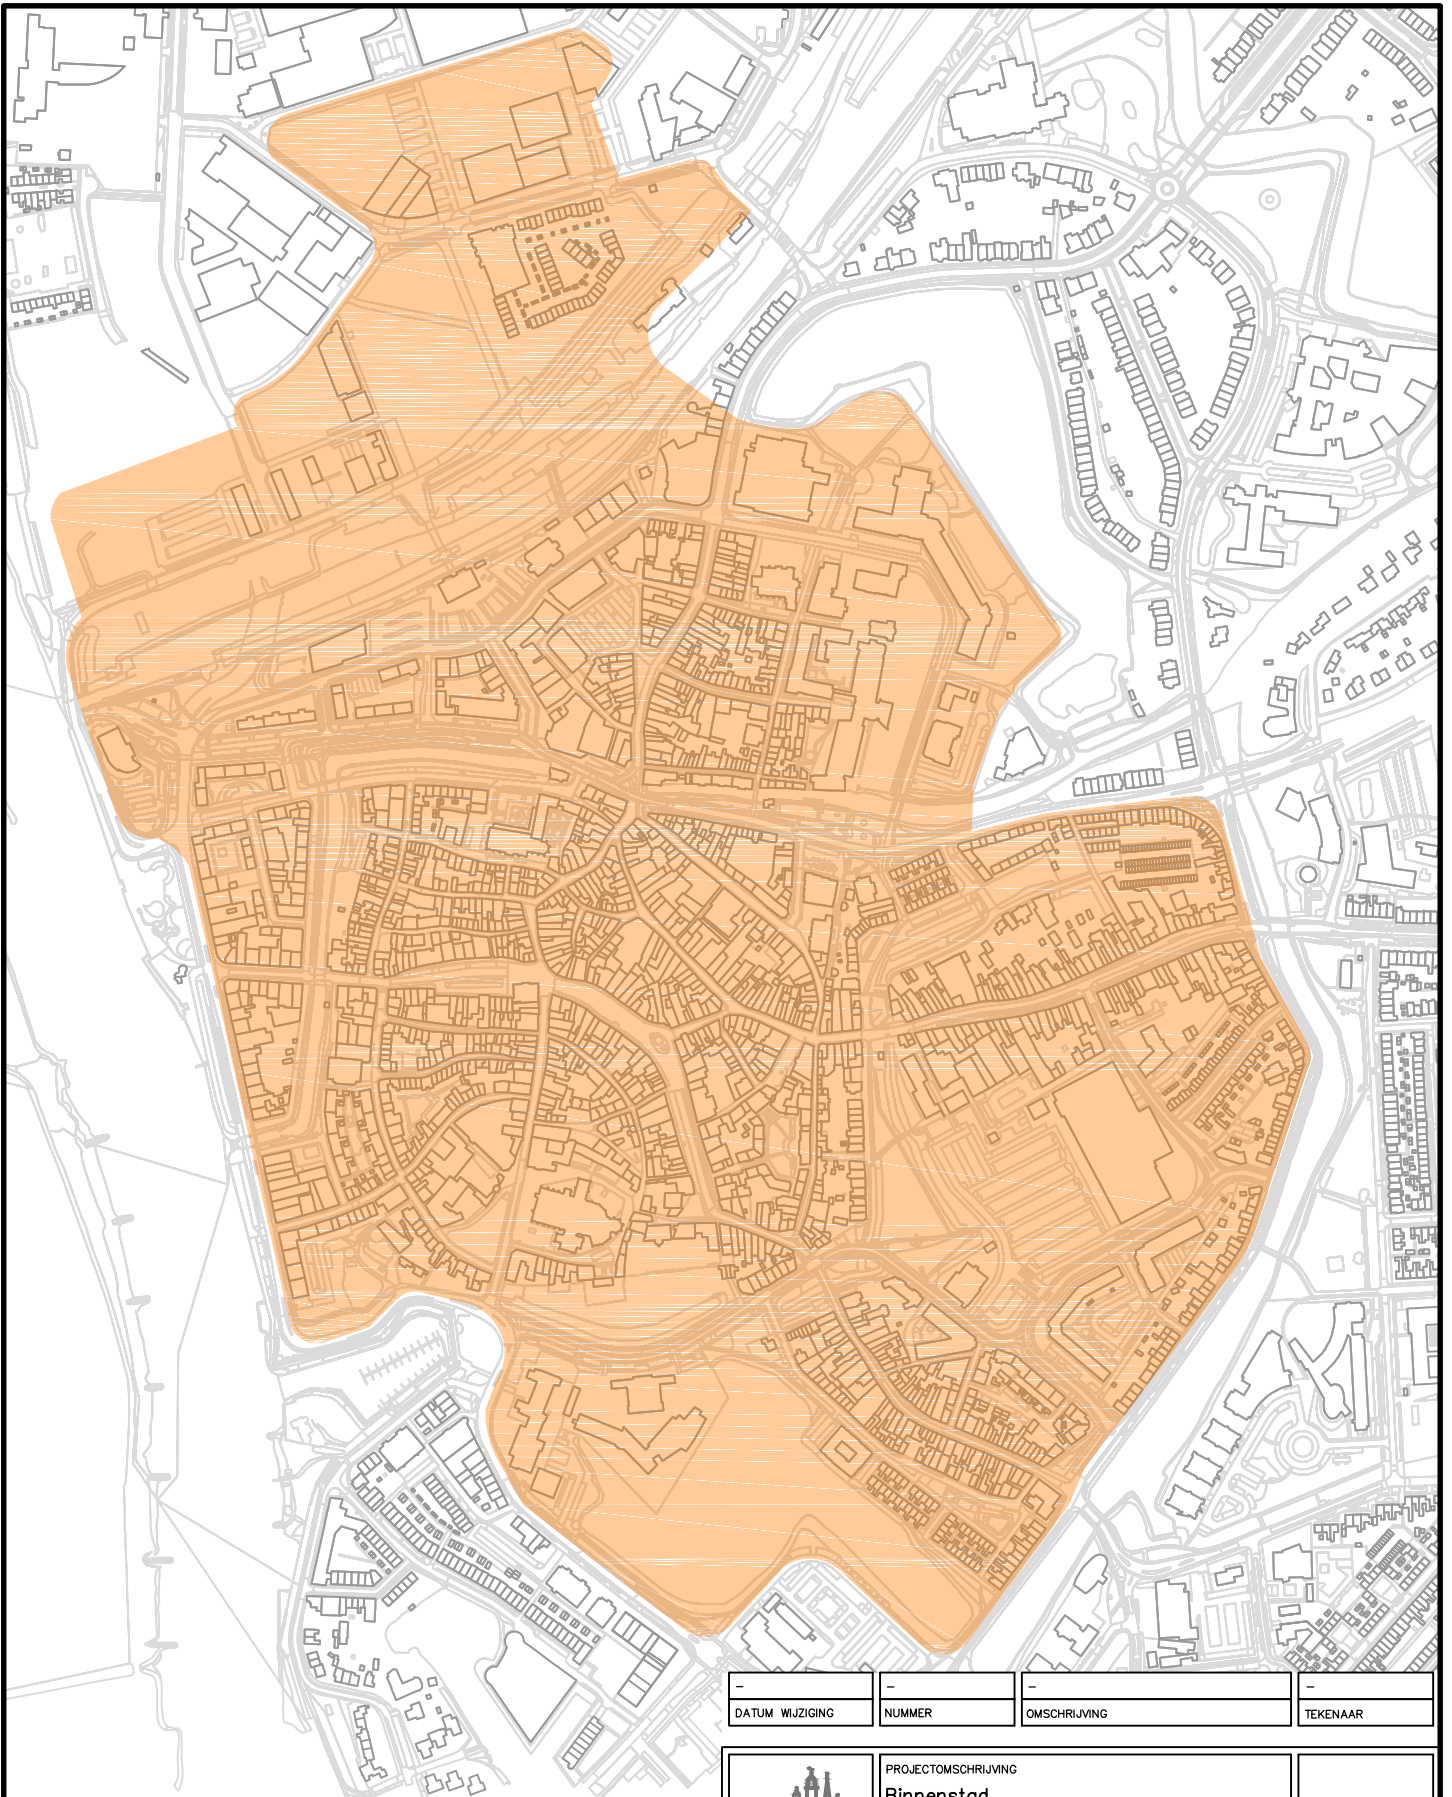 – – – –
DATUM WIJZIGING NUMMER OMSCHRIJVING TEKENAAR
PROJECTOMSCHRIJVING
Binnenstad